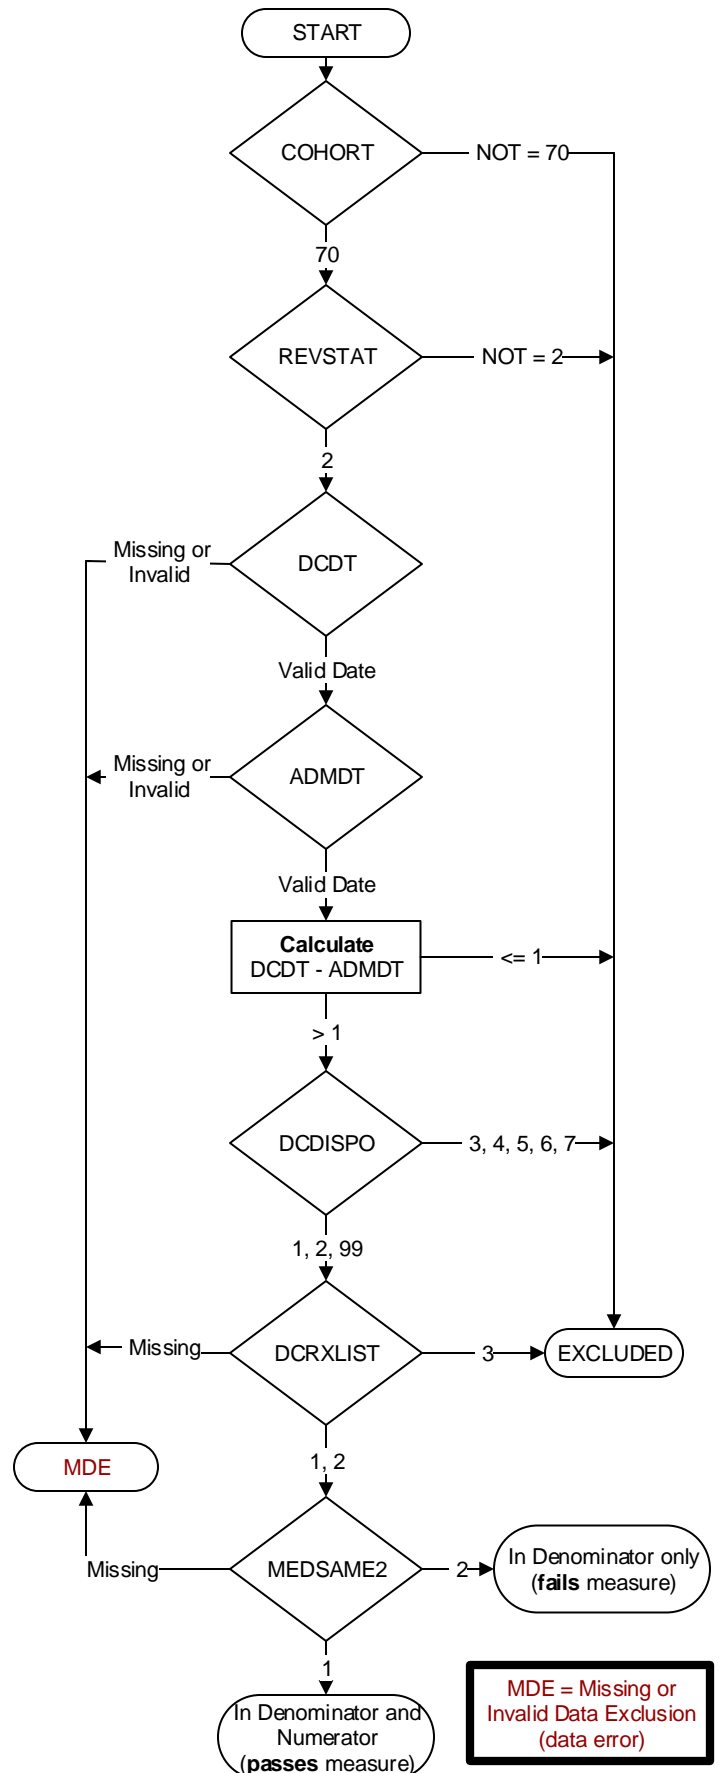 START
COHORT
NOT = 70
70
REVSTAT
NOT = 2
2
Missing or
Invalid
DCDT
Valid Date
Missing or
Invalid
ADMDT
Valid Date
Calculate
DCDT - ADMDT
<= 1
> 1
DCDISPO
3, 4, 5, 6, 7
1, 2, 99
Missing
DCRXLIST
3
EXCLUDED
MDE
1, 2
Missing
MEDSAME2
2
In Denominator only
(fails measure)
1
In Denominator and
Numerator
(passes measure)
MDE = Missing or
Invalid Data Exclusion
(data error)